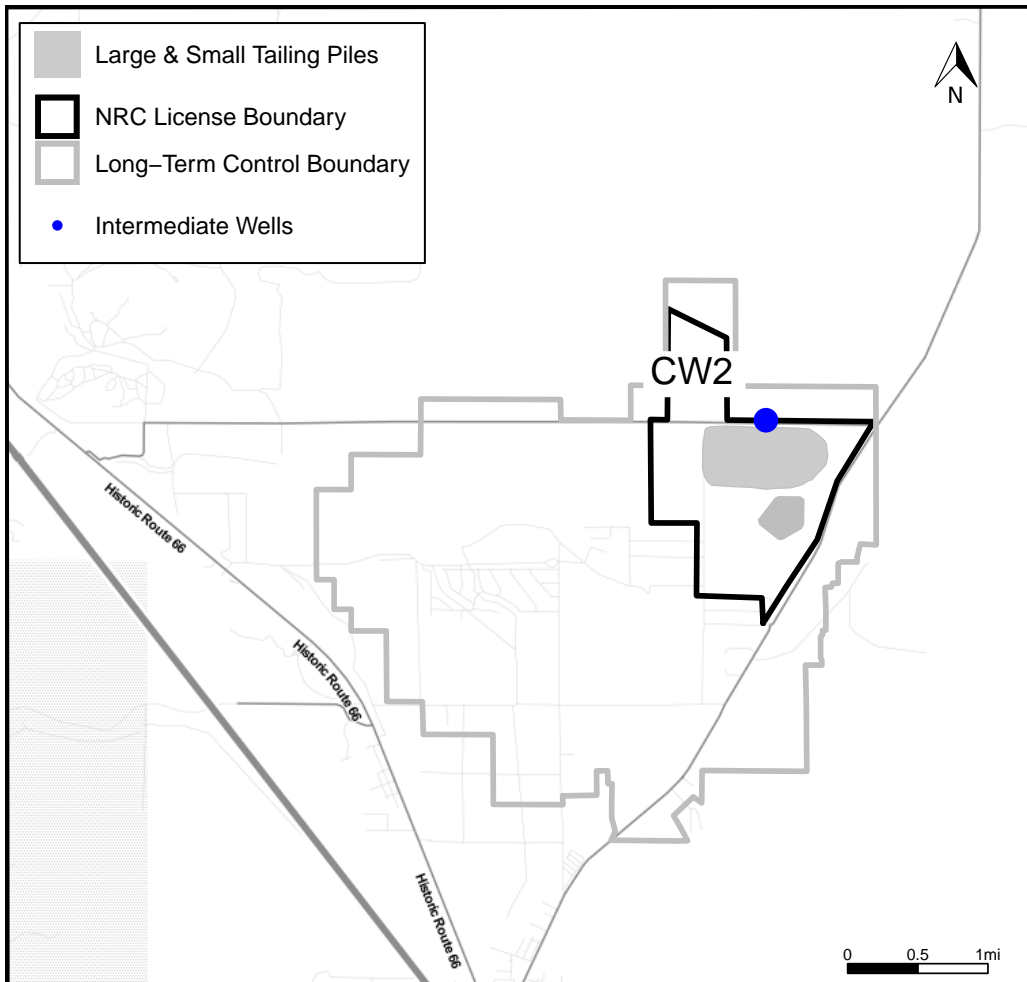 Large & Small Tailing Piles
NRC License Boundary
Long−Term Control Boundary
Intermediate Wells
N
CW2
Historic Route 66
Historic Route 66
Historic Route 66
0 0.5 1mi